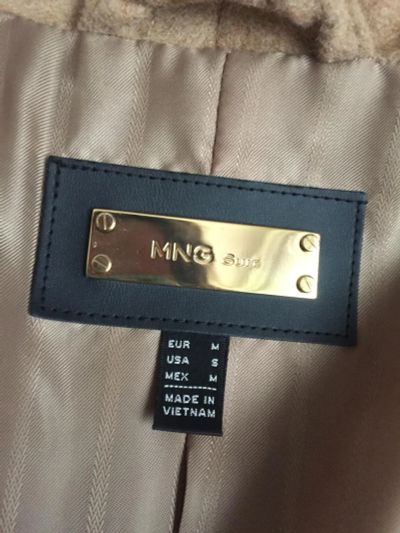 MNG Suit
EUR M
USA S
MEX M
MADE IN
VIETNAM